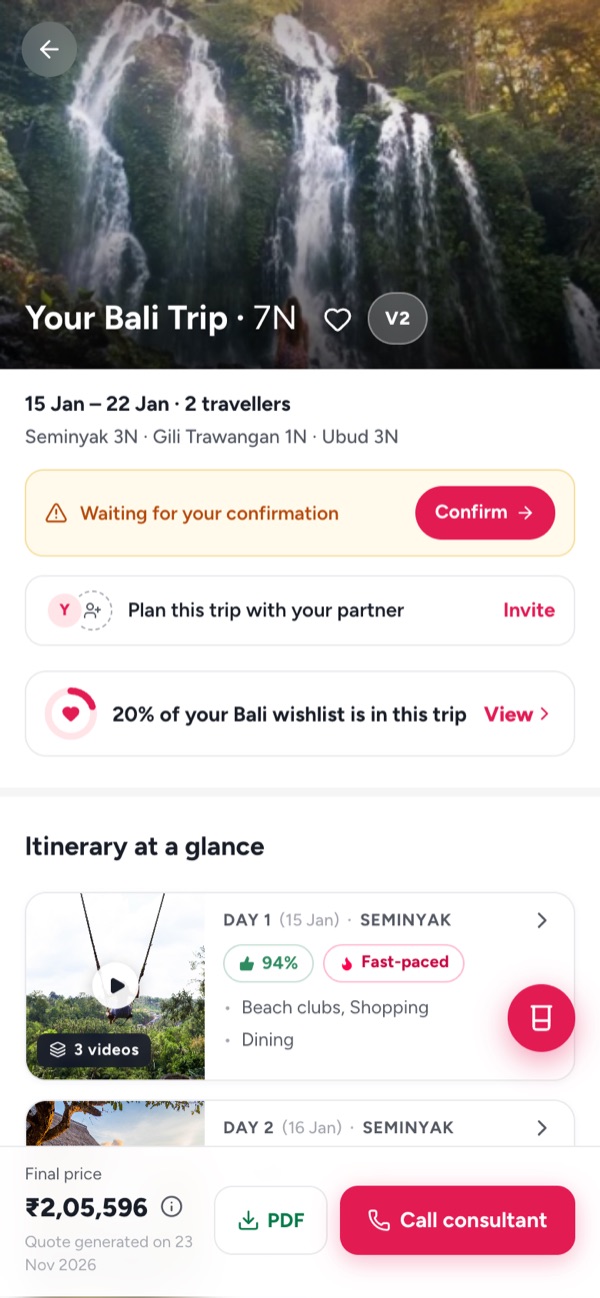 Your Bali Trip · 7N
V2
15 Jan – 22 Jan · 2 travellers
Seminyak 3N · Gili Trawangan 1N · Ubud 3N
Waiting for your confirmation
Confirm →
Y
Plan this trip with your partner
Invite
20% of your Bali wishlist is in this trip
View
Itinerary at a glance
DAY 1 (15 Jan) · SEMINYAK
94%
Fast-paced
• Beach clubs, Shopping
• Dining
3 videos
DAY 2 (16 Jan) · SEMINYAK
Final price
₹2,05,596
Quote generated on 23
Nov 2026
PDF
Call consultant